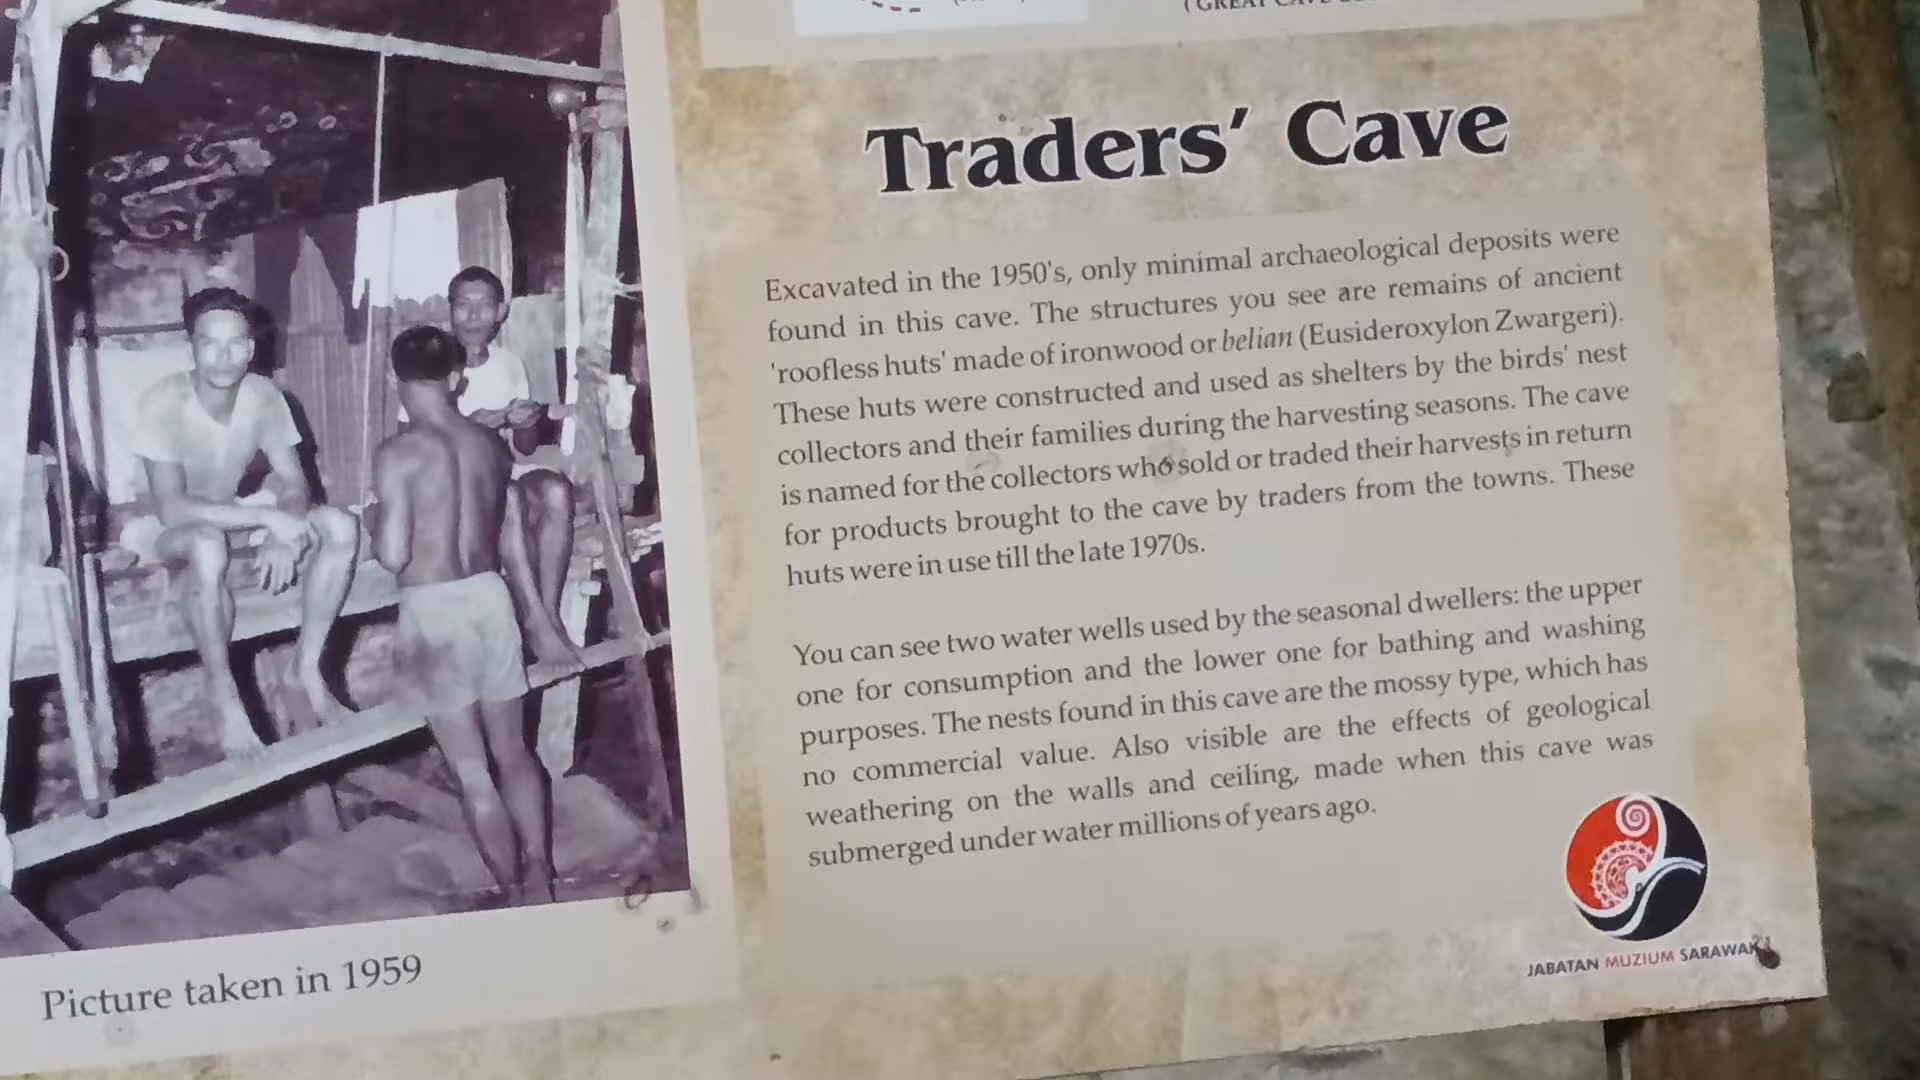 (GREAT CAVE
Traders' Cave
Excavated in the 1950's, only minimal archaeological deposits were
found in this cave. The structures you see are remains of ancient
'roofless huts' made of ironwood or belian (Eusideroxylon Zwargeri).
These huts were constructed and used as shelters by the birds' nest
collectors and their families during the harvesting seasons. The cave
is named for the collectors who sold or traded their harvests in return
for products brought to the cave by traders from the towns. These
huts were in use till the late 1970s.
You can see two water wells used by the seasonal dwellers: the upper
one for consumption and the lower one for bathing and washing
purposes. The nests found in this cave are the mossy type, which has
no commercial value. Also visible are the effects of geological
weathering on the walls and ceiling, made when this cave was
submerged under water millions of years ago.
JABATAN MUZIUM SARAWAK
Picture taken in 1959